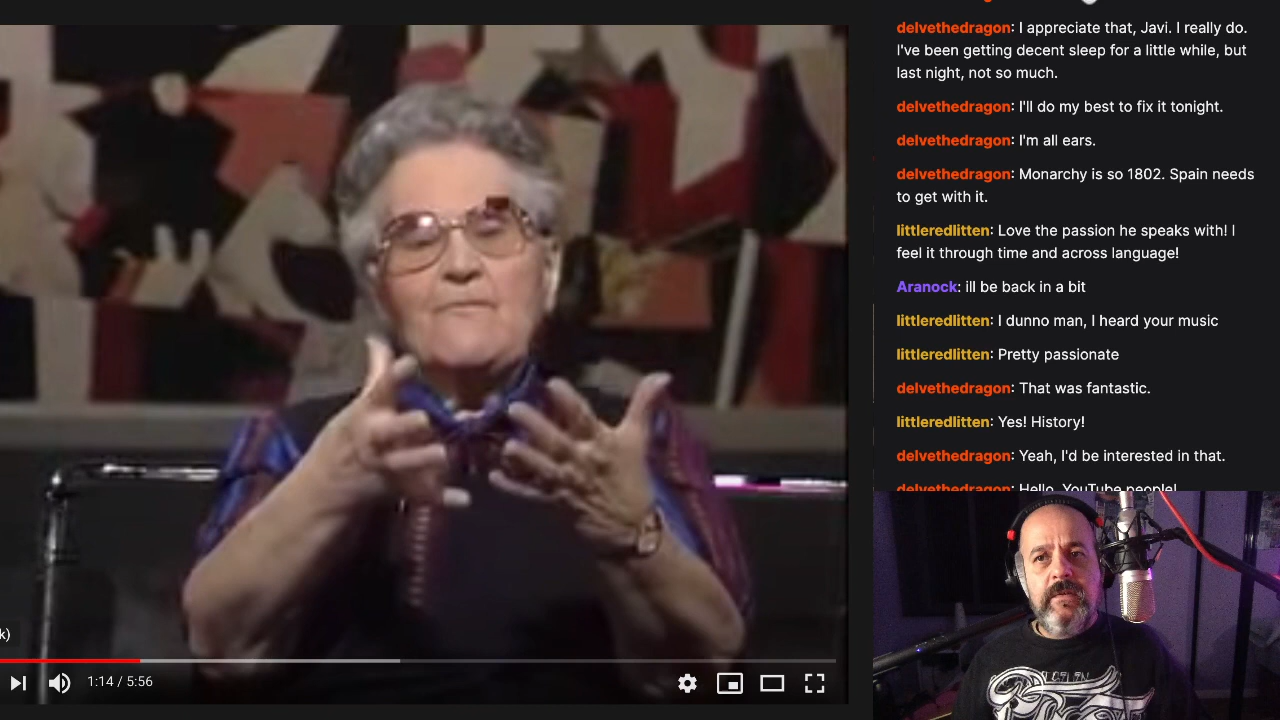 delvethedragon: I appreciate that, Javi. I really do.
I've been getting decent sleep for a little while, but
last night, not so much.
delvethedragon: I'll do my best to fix it tonight.
delvethedragon: I'm all ears.
delvethedragon: Monarchy is so 1802. Spain needs
to get with it.
littleredlitten: Love the passion he speaks with! I
feel it through time and across language!
Aranock: ill be back in a bit
littleredlitten: I dunno man, I heard your music
littleredlitten: Pretty passionate
delvethedragon: That was fantastic.
littleredlitten: Yes! History!
delvethedragon: Yeah, I'd be interested in that.
delvethedragon: Hello, YouTube people!
k)
1:14 / 5:56